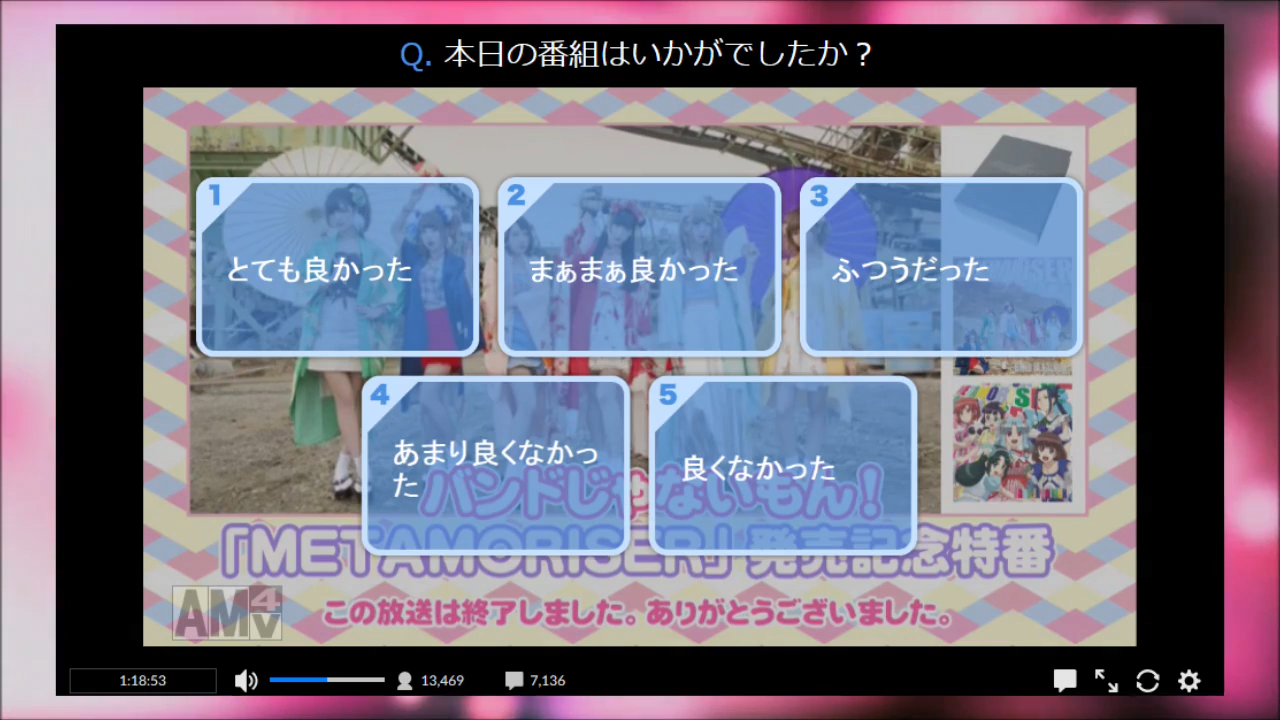 Q. 本日の番組はいかがでしたか？
1
とても良かった
2
まぁまぁ良かった
3
ふつうだった
4
あまり良くなかっ
た
5
良くなかった
バンドじゃないもん！
「METAMORISER」発売記念特番
AM4V
この放送は終了しました。ありがとうございました。
1:18:53
13,469
7,136